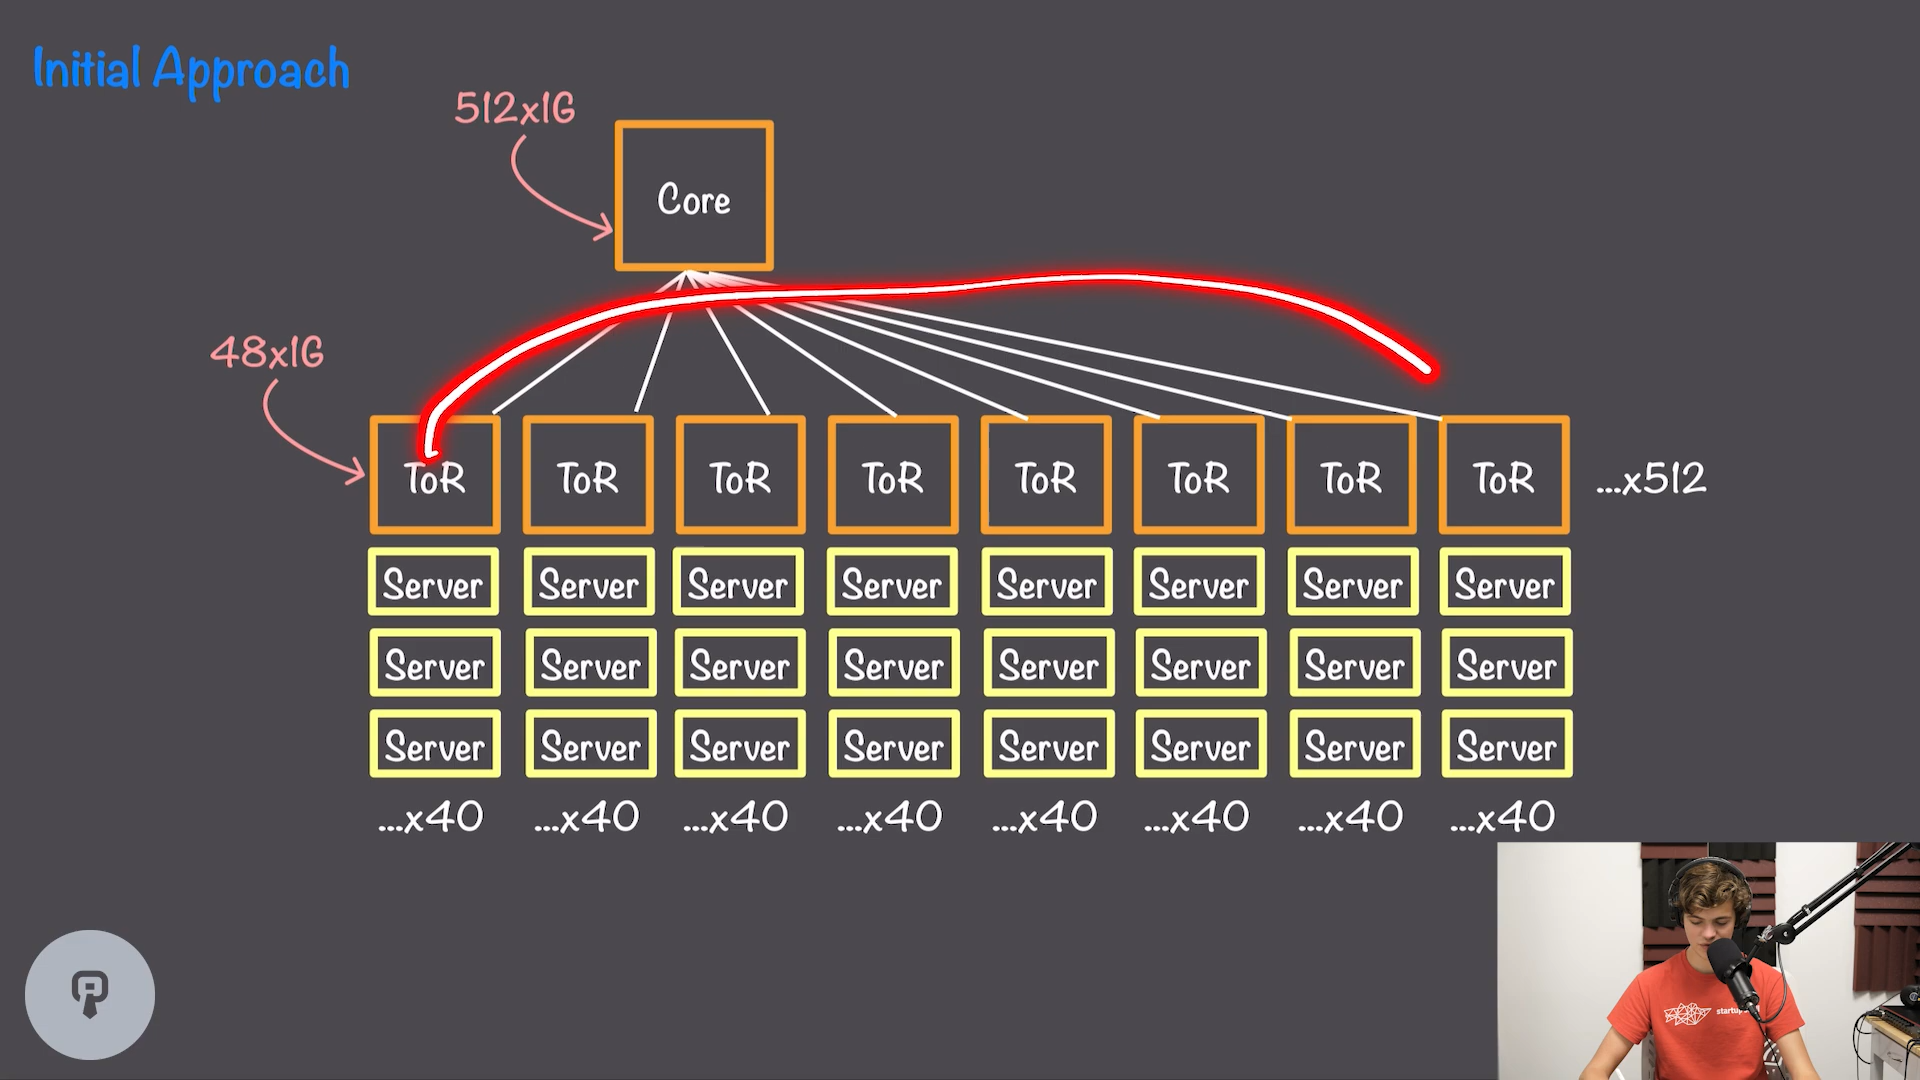 Initial Approach
512x1G
Core
48x1G
ToR ToR ToR ToR ToR ToR ToR ToR ...x512
Server Server Server Server Server Server Server Server
Server Server Server Server Server Server Server Server
Server Server Server Server Server Server Server Server
...x40 ...x40 ...x40 ...x40 ...x40 ...x40 ...x40 ...x40